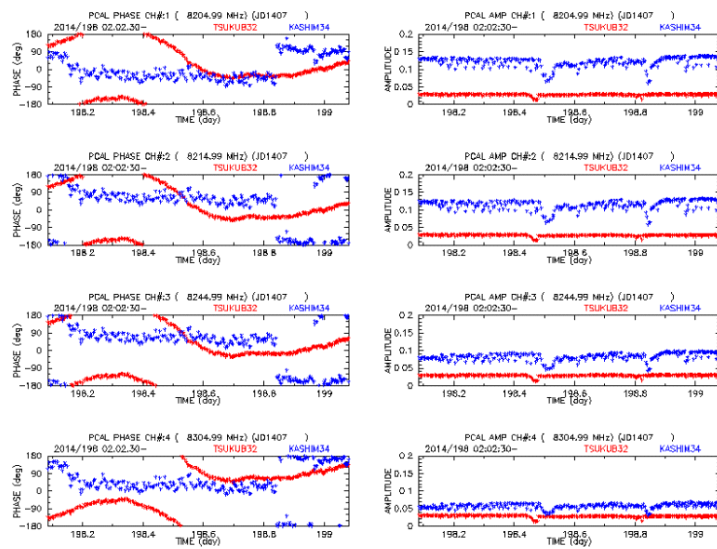 PCAL PHASE CH#:1 ( 8204.99 MHz) (JD1407 )
2014/198 02.02.30- TSUKUB32 KASHIM34
PHASE (deg)
180
90
0
-90
-180
198.2 198.4 198.6 198.8 199
TIME (day)
PCAL AMP CH#:1 ( 8204.99 MHz) (JD1407 )
2014/198 02:02:30- TSUKUB32 KASHIM34
AMPLITUDE
0.2
0.15
0.1
0.05
0
198.2 198.4 198.6 198.8 199
TIME (day)
PCAL PHASE CH#:2 ( 8214.99 MHz) (JD1407 )
2014/198 02.02.30- TSUKUB32 KASHIM34
PHASE (deg)
180
90
0
-90
-180
198.2 198.4 198.6 198.8 199
TIME (day)
PCAL AMP CH#:2 ( 8214.99 MHz) (JD1407 )
2014/198 02:02:30- TSUKUB32 KASHIM34
AMPLITUDE
0.2
0.15
0.1
0.05
0
198.2 198.4 198.6 198.8 199
TIME (day)
PCAL PHASE CH#:3 ( 8244.99 MHz) (JD1407 )
2014/198 02.02.30- TSUKUB32 KASHIM34
PHASE (deg)
180
90
0
-90
-180
198.2 198.4 198.6 198.8 199
TIME (day)
PCAL AMP CH#:3 ( 8244.99 MHz) (JD1407 )
2014/198 02:02:30- TSUKUB32 KASHIM34
AMPLITUDE
0.2
0.15
0.1
0.05
0
198.2 198.4 198.6 198.8 199
TIME (day)
PCAL PHASE CH#:4 ( 8304.99 MHz) (JD1407 )
2014/198 02.02.30- TSUKUB32 KASHIM34
PHASE (deg)
180
90
0
-90
-180
198.2 198.4 198.6 198.8 199
TIME (day)
PCAL AMP CH#:4 ( 8304.99 MHz) (JD1407 )
2014/198 02:02:30- TSUKUB32 KASHIM34
AMPLITUDE
0.2
0.15
0.1
0.05
0
198.2 198.4 198.6 198.8 199
TIME (day)